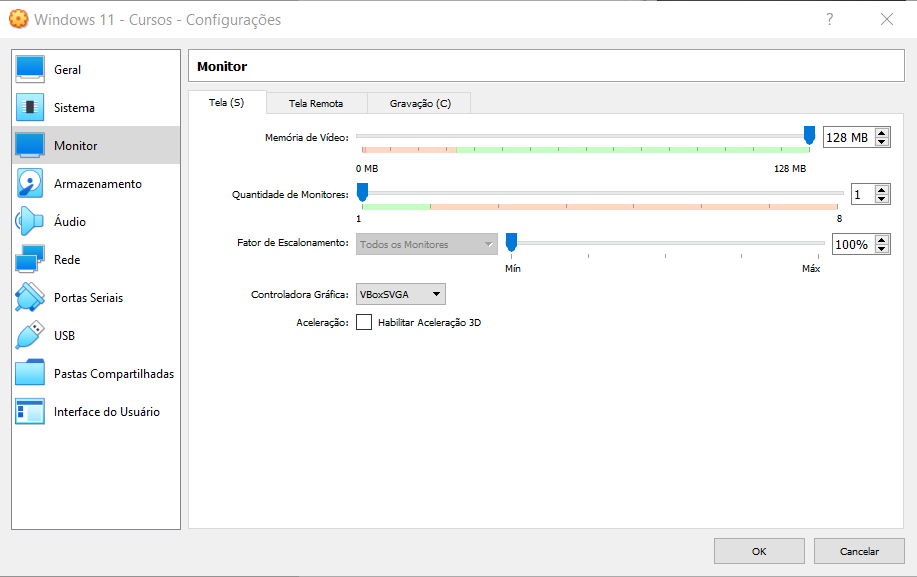 Windows 11 - Cursos - Configurações
?
Geral
Sistema
Monitor
Armazenamento
Áudio
Rede
Portas Seriais
USB
Pastas Compartilhadas
Interface do Usuário
Monitor
Tela (S)
Tela Remota
Gravação (C)
Memória de Vídeo:
128 MB
0 MB
128 MB
Quantidade de Monitores:
1
1
8
Fator de Escalonamento:
Todos os Monitores
100%
Mín
Máx
Controladora Gráfica:
VBoxSVGA
Aceleração:
Habilitar Aceleração 3D
OK
Cancelar